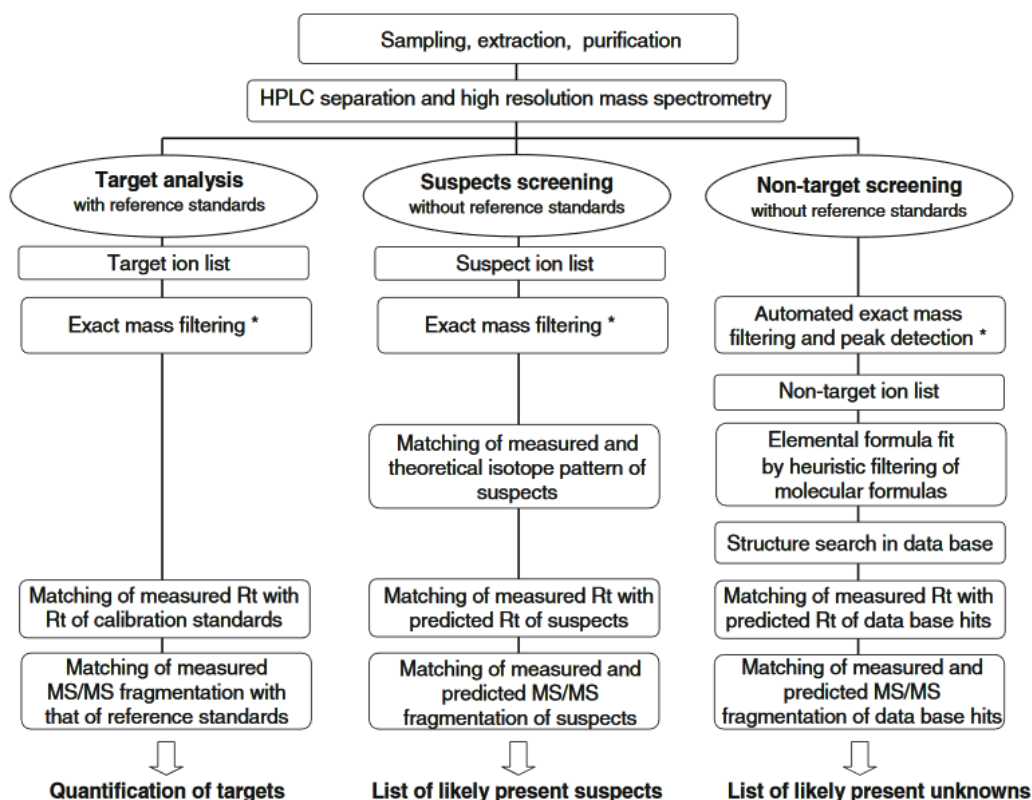 Sampling, extraction, purification
HPLC separation and high resolution mass spectrometry
Target analysis
with reference standards
Target ion list
Exact mass filtering *
Matching of measured Rt with
Rt of calibration standards
Matching of measured
MS/MS fragmentation with
that of reference standards
Quantification of targets
Suspects screening
without reference standards
Suspect ion list
Exact mass filtering *
Matching of measured and
theoretical isotope pattern of
suspects
Matching of measured Rt with
predicted Rt of suspects
Matching of measured and
predicted MS/MS
fragmentation of suspects
List of likely present suspects
Non-target screening
without reference standards
Automated exact mass
filtering and peak detection *
Non-target ion list
Elemental formula fit
by heuristic filtering of
molecular formulas
Structure search in data base
Matching of measured Rt with
predicted Rt of data base hits
Matching of measured and
predicted MS/MS
fragmentation of data base hits
List of likely present unknowns